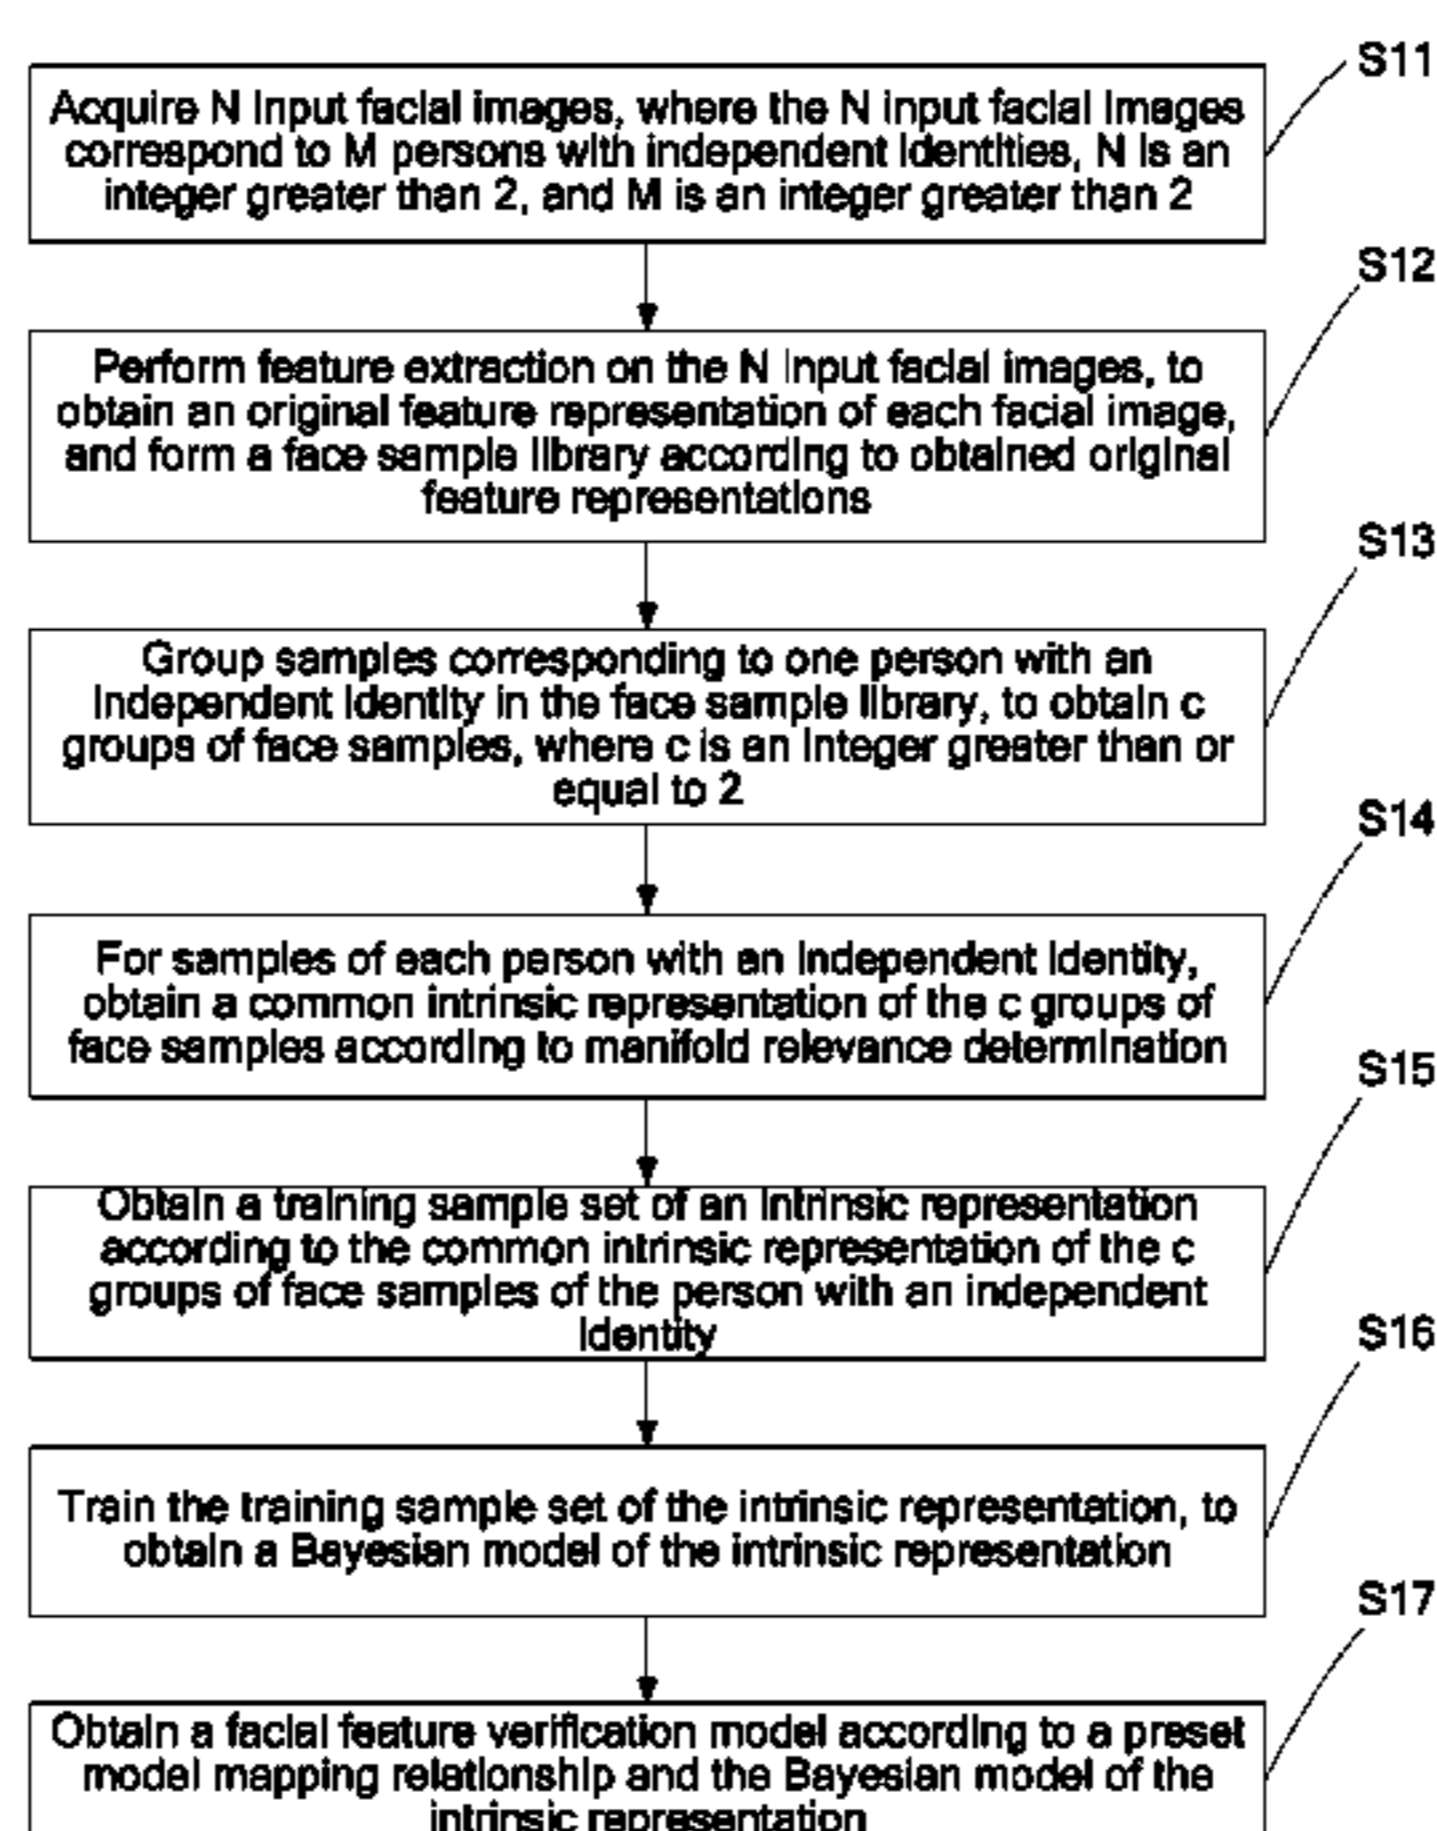 S11
Acquire N input facial images, where the N input facial images
correspond to M persons with independent identities, N is an
integer greater than 2, and M is an integer greater than 2
S12
Perform feature extraction on the N input facial images, to
obtain an original feature representation of each facial image,
and form a face sample library according to obtained original
feature representations
S13
Group samples corresponding to one person with an
independent identity in the face sample library, to obtain c
groups of face samples, where c is an integer greater than or
equal to 2
S14
For samples of each person with an independent identity,
obtain a common intrinsic representation of the c groups of
face samples according to manifold relevance determination
S15
Obtain a training sample set of an intrinsic representation
according to the common intrinsic representation of the c
groups of face samples of the person with an independent
identity
S16
Train the training sample set of the intrinsic representation, to
obtain a Bayesian model of the intrinsic representation
S17
Obtain a facial feature verification model according to a preset
model mapping relationship and the Bayesian model of the
intrinsic representation